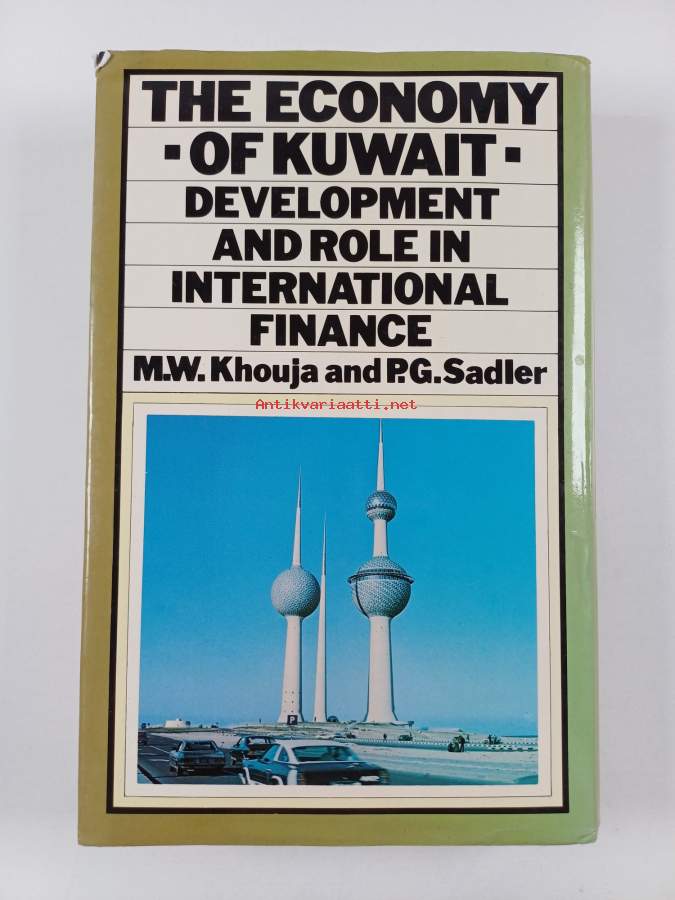 THE ECONOMY
▪ OF KUWAIT ▪
DEVELOPMENT
AND ROLE IN
INTERNATIONAL
FINANCE
M.W. Khouja and P.G. Sadler
Antikvariaatti.net
P